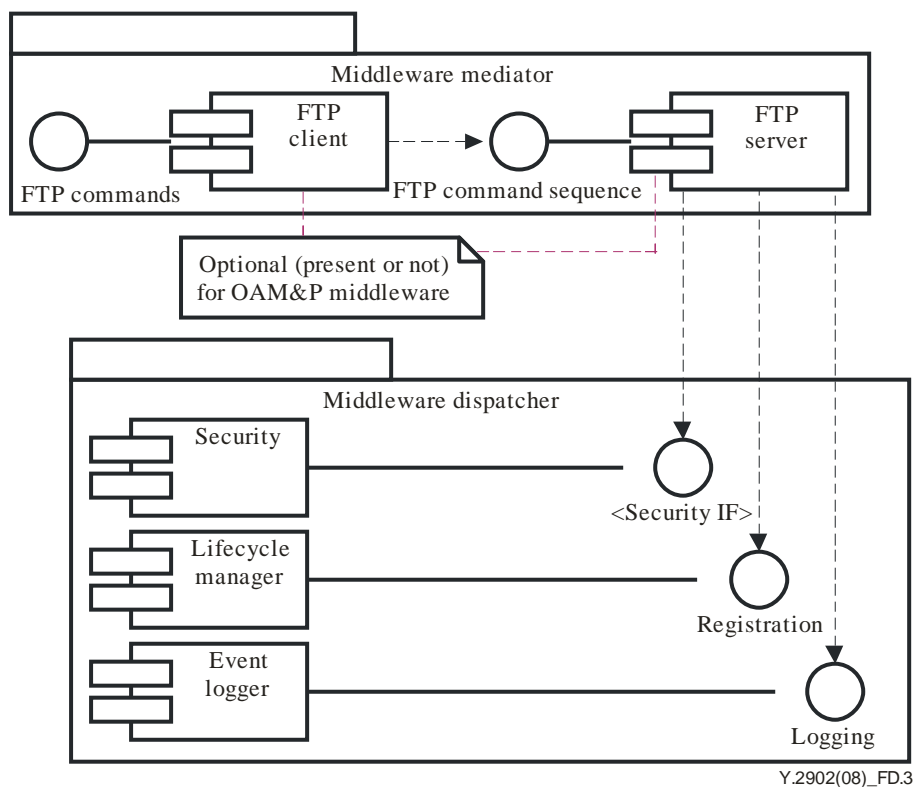 Middleware mediator
FTP
client
FTP
server
FTP commands
FTP command sequence
Optional (present or not)
for OAM&P middleware
Middleware dispatcher
Security
<Security IF>
Lifecycle
manager
Registration
Event
logger
Logging
Y.2902(08)_FD.3